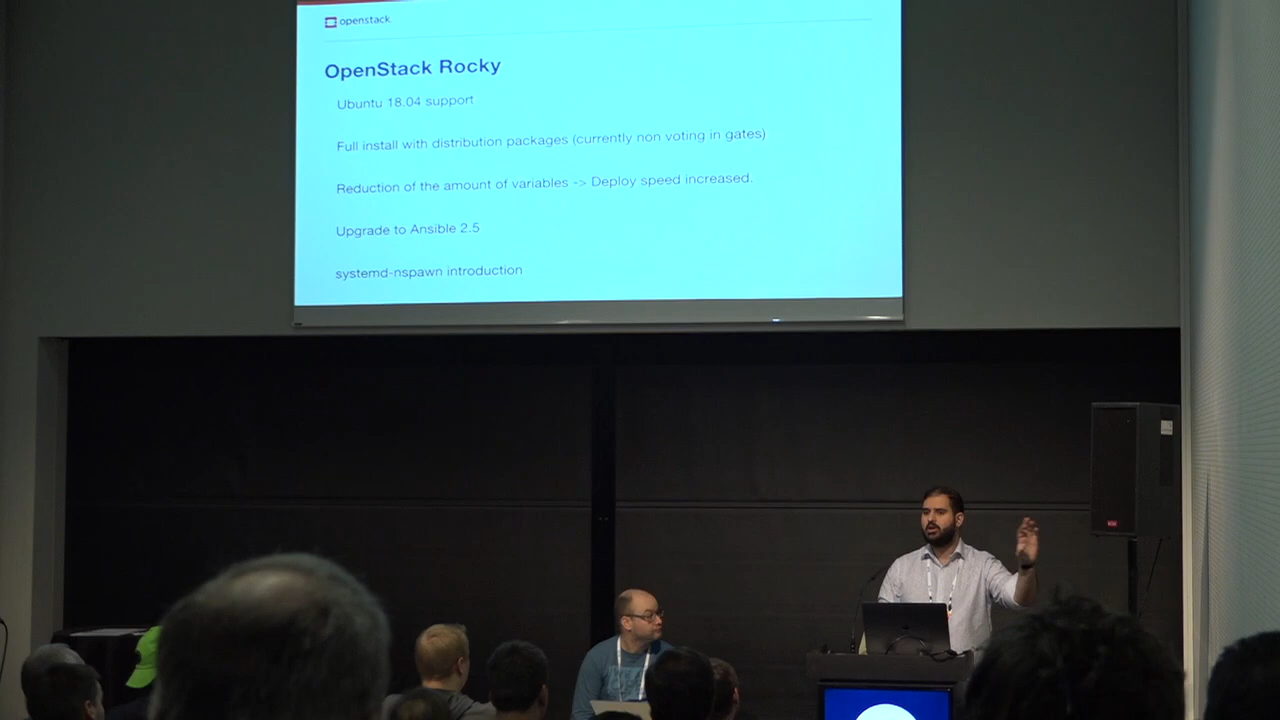 openstack
OpenStack Rocky
Ubuntu 18.04 support
Full install with distribution packages (currently non voting in gates)
Reduction of the amount of variables -> Deploy speed increased.
Upgrade to Ansible 2.5
systemd-nspawn introduction